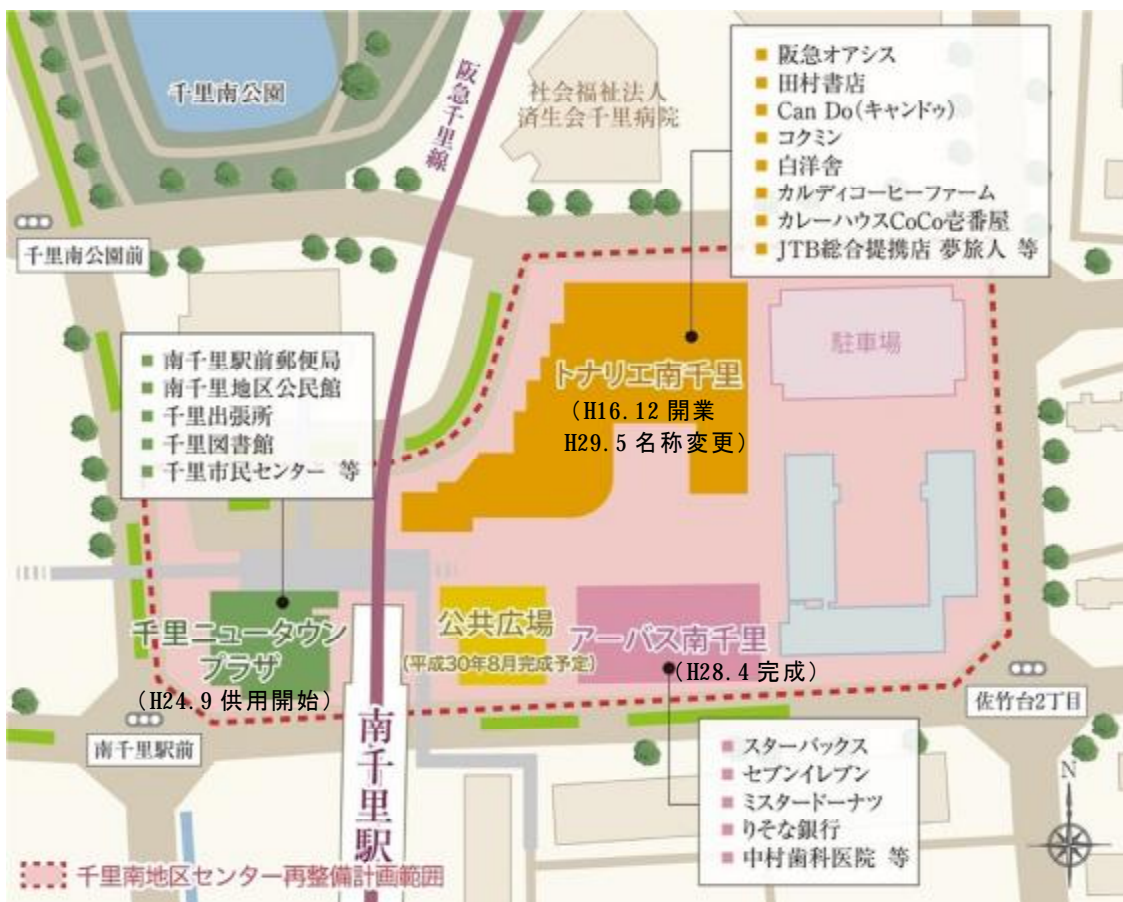 阪急オアシス
田村書店
Can Do(キャンドゥ)
コクミン
白洋舎
カルディコーヒーファーム
カレーハウスCoCo壱番屋
JTB総合提携店 夢旅人 等
千里南公園
阪急千里線
社会福祉法人
済生会千里病院
千里南公園前
南千里駅前郵便局
南千里地区公民館
千里出張所
千里図書館
千里市民センター 等
トナリエ南千里
(H16.12 開業
H29.5 名称変更)
駐車場
千里ニュータウン
プラザ
(H24.9 供用開始)
公共広場
(平成30年8月完成予定)
アーバス南千里
(H28.4 完成)
佐竹台2丁目
南千里駅前
南千里駅
スターバックス
セブンイレブン
ミスタードーナツ
りそな銀行
中村歯科医院 等
N
千里南地区センター再整備計画範囲